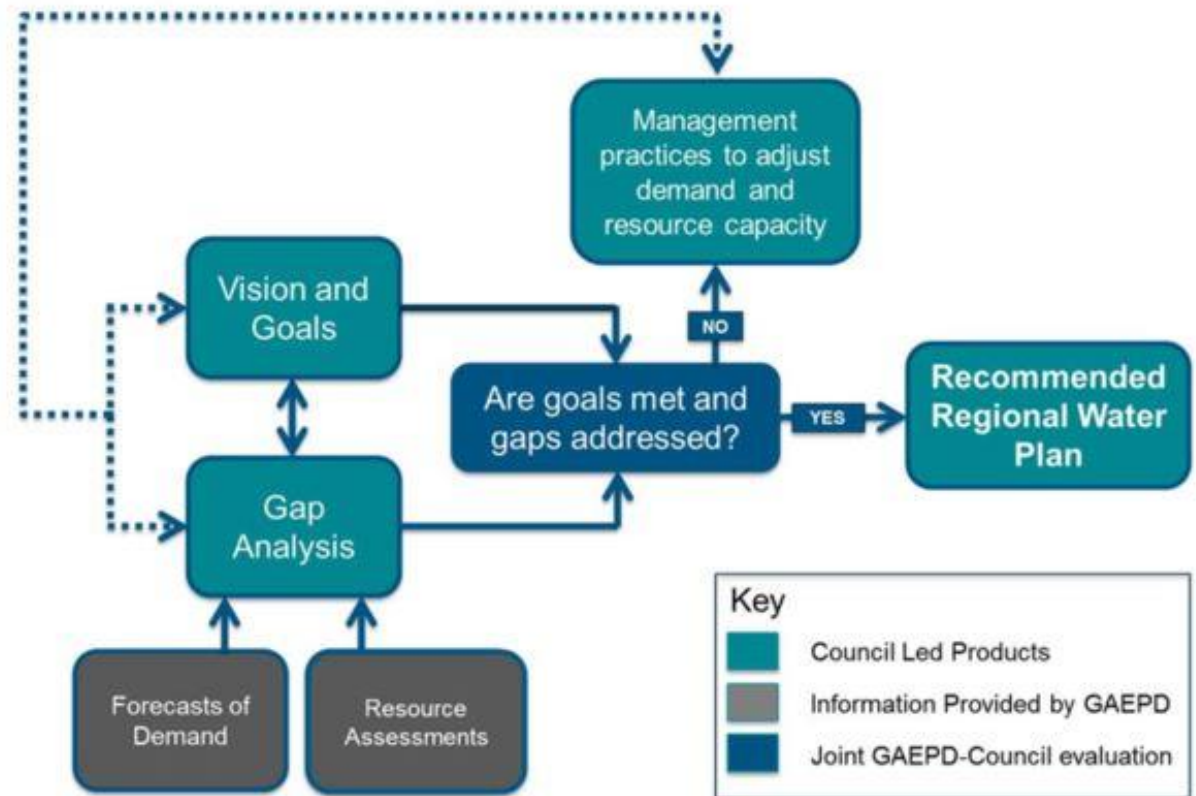 Management
practices to adjust
demand and
resource capacity
Vision and
Goals
NO
Are goals met and
gaps addressed?
YES
Recommended
Regional Water
Plan
Gap
Analysis
Forecasts of
Demand
Resource
Assessments
Key
Council Led Products
Information Provided by GAEPD
Joint GAEPD-Council evaluation